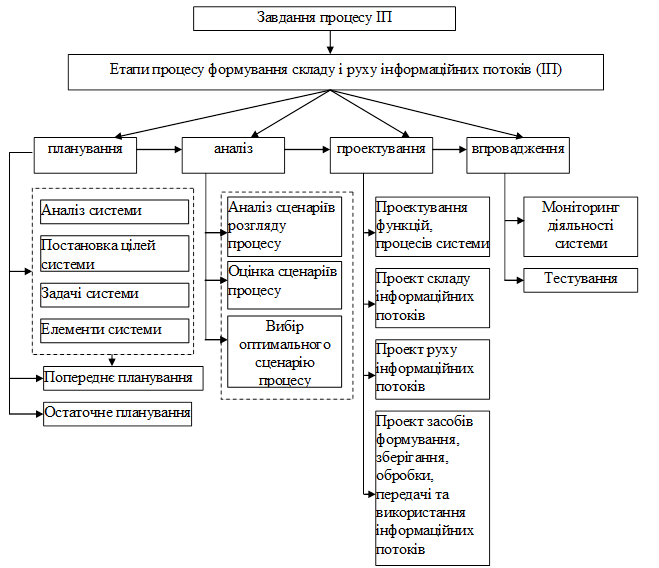 Завдання процесу ІП
Етапи процесу формування складу і руху інформаційних потоків (ІП)
планування
аналіз
проектування
впровадження
Аналіз системи
Постановка цілей
системи
Задачі системи
Елементи системи
Попереднє планування
Остаточне планування
Аналіз сценаріїв
розгляду
процесу
Оцінка сценаріїв
процесу
Вибір
оптимального
сценарію
процесу
Проектування
функцій,
процесів системи
Проект складу
інформаційних
потоків
Проект руху
інформаційних
потоків
Проект засобів
формування,
зберігання,
обробки,
передачі та
використання
інформаційних
потоків
Моніторинг
діяльності
системи
Тестування